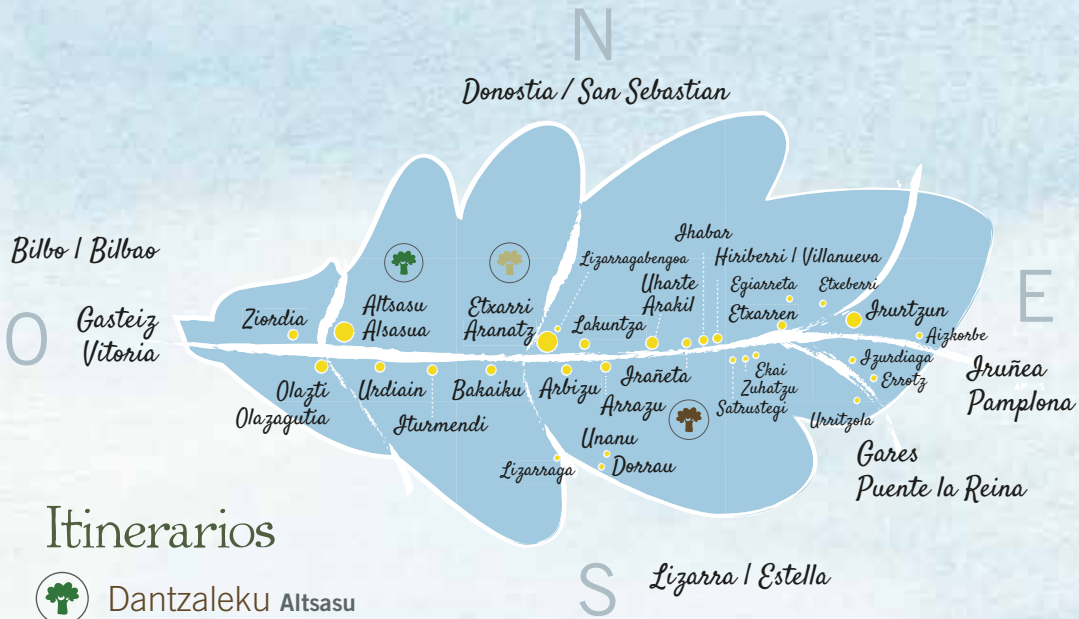 N
Donostia / San Sebastian
Bilbo / Bilbao
Ihabar
Lizarragabengoa
Hiriberri / Villanueva
Uharte
Arakil
Egiarreta
Etxeberri
E
O
Gasteiz
Vitoria
Ziordia
Altsasu
Alsasua
Etxarri
Aranatz
Lakuntza
Etxarren
Irurtzun
Aizkorbe
Olazti
Olazagutia
Urdiain
Iturmendi
Bakaiku
Arbizu
Arrazu
Irañeta
Ekai
Zuhatzu
Satrustegi
Izurdiaga
Errotz
Urritzola
Iruñea
Pamplona
Unanu
Dorrau
Lizarraga
Gares
Puente la Reina
Itinerarios
S
Lizarra / Estella
Dantzaleku Altsasu